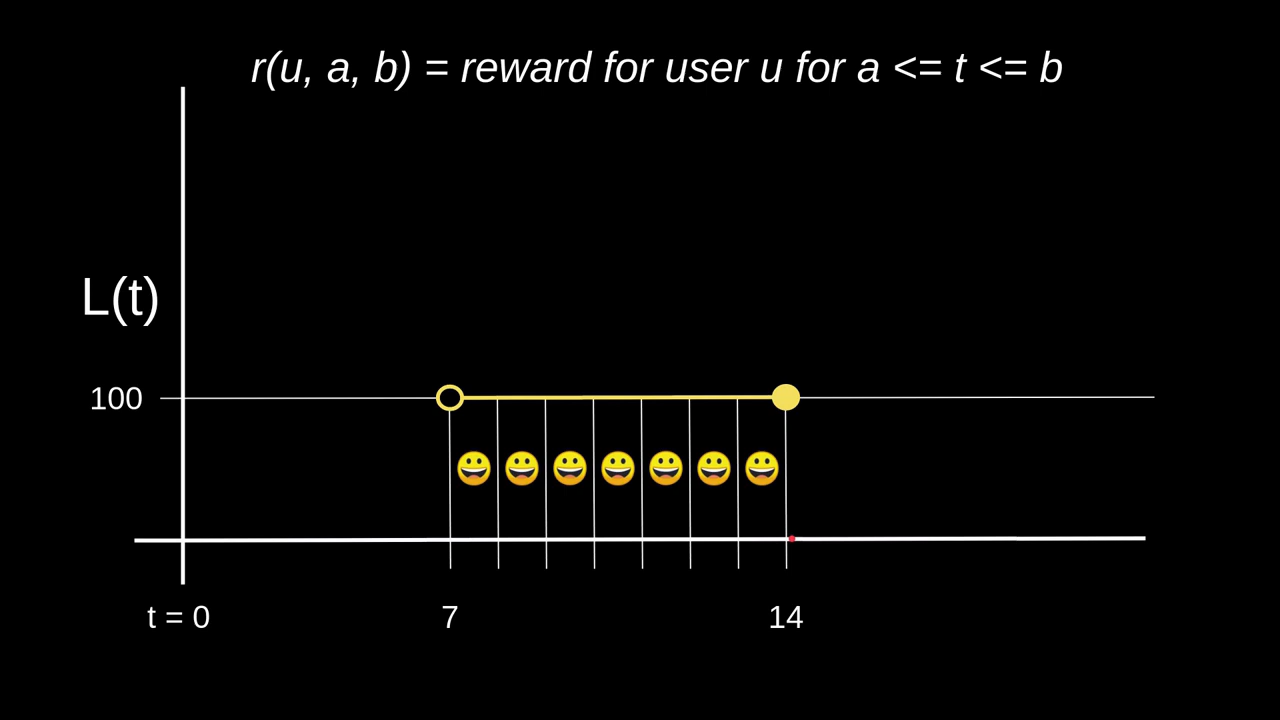 r(u, a, b) = reward for user u for a <= t <= b
L(t)
100
t = 0
7
14